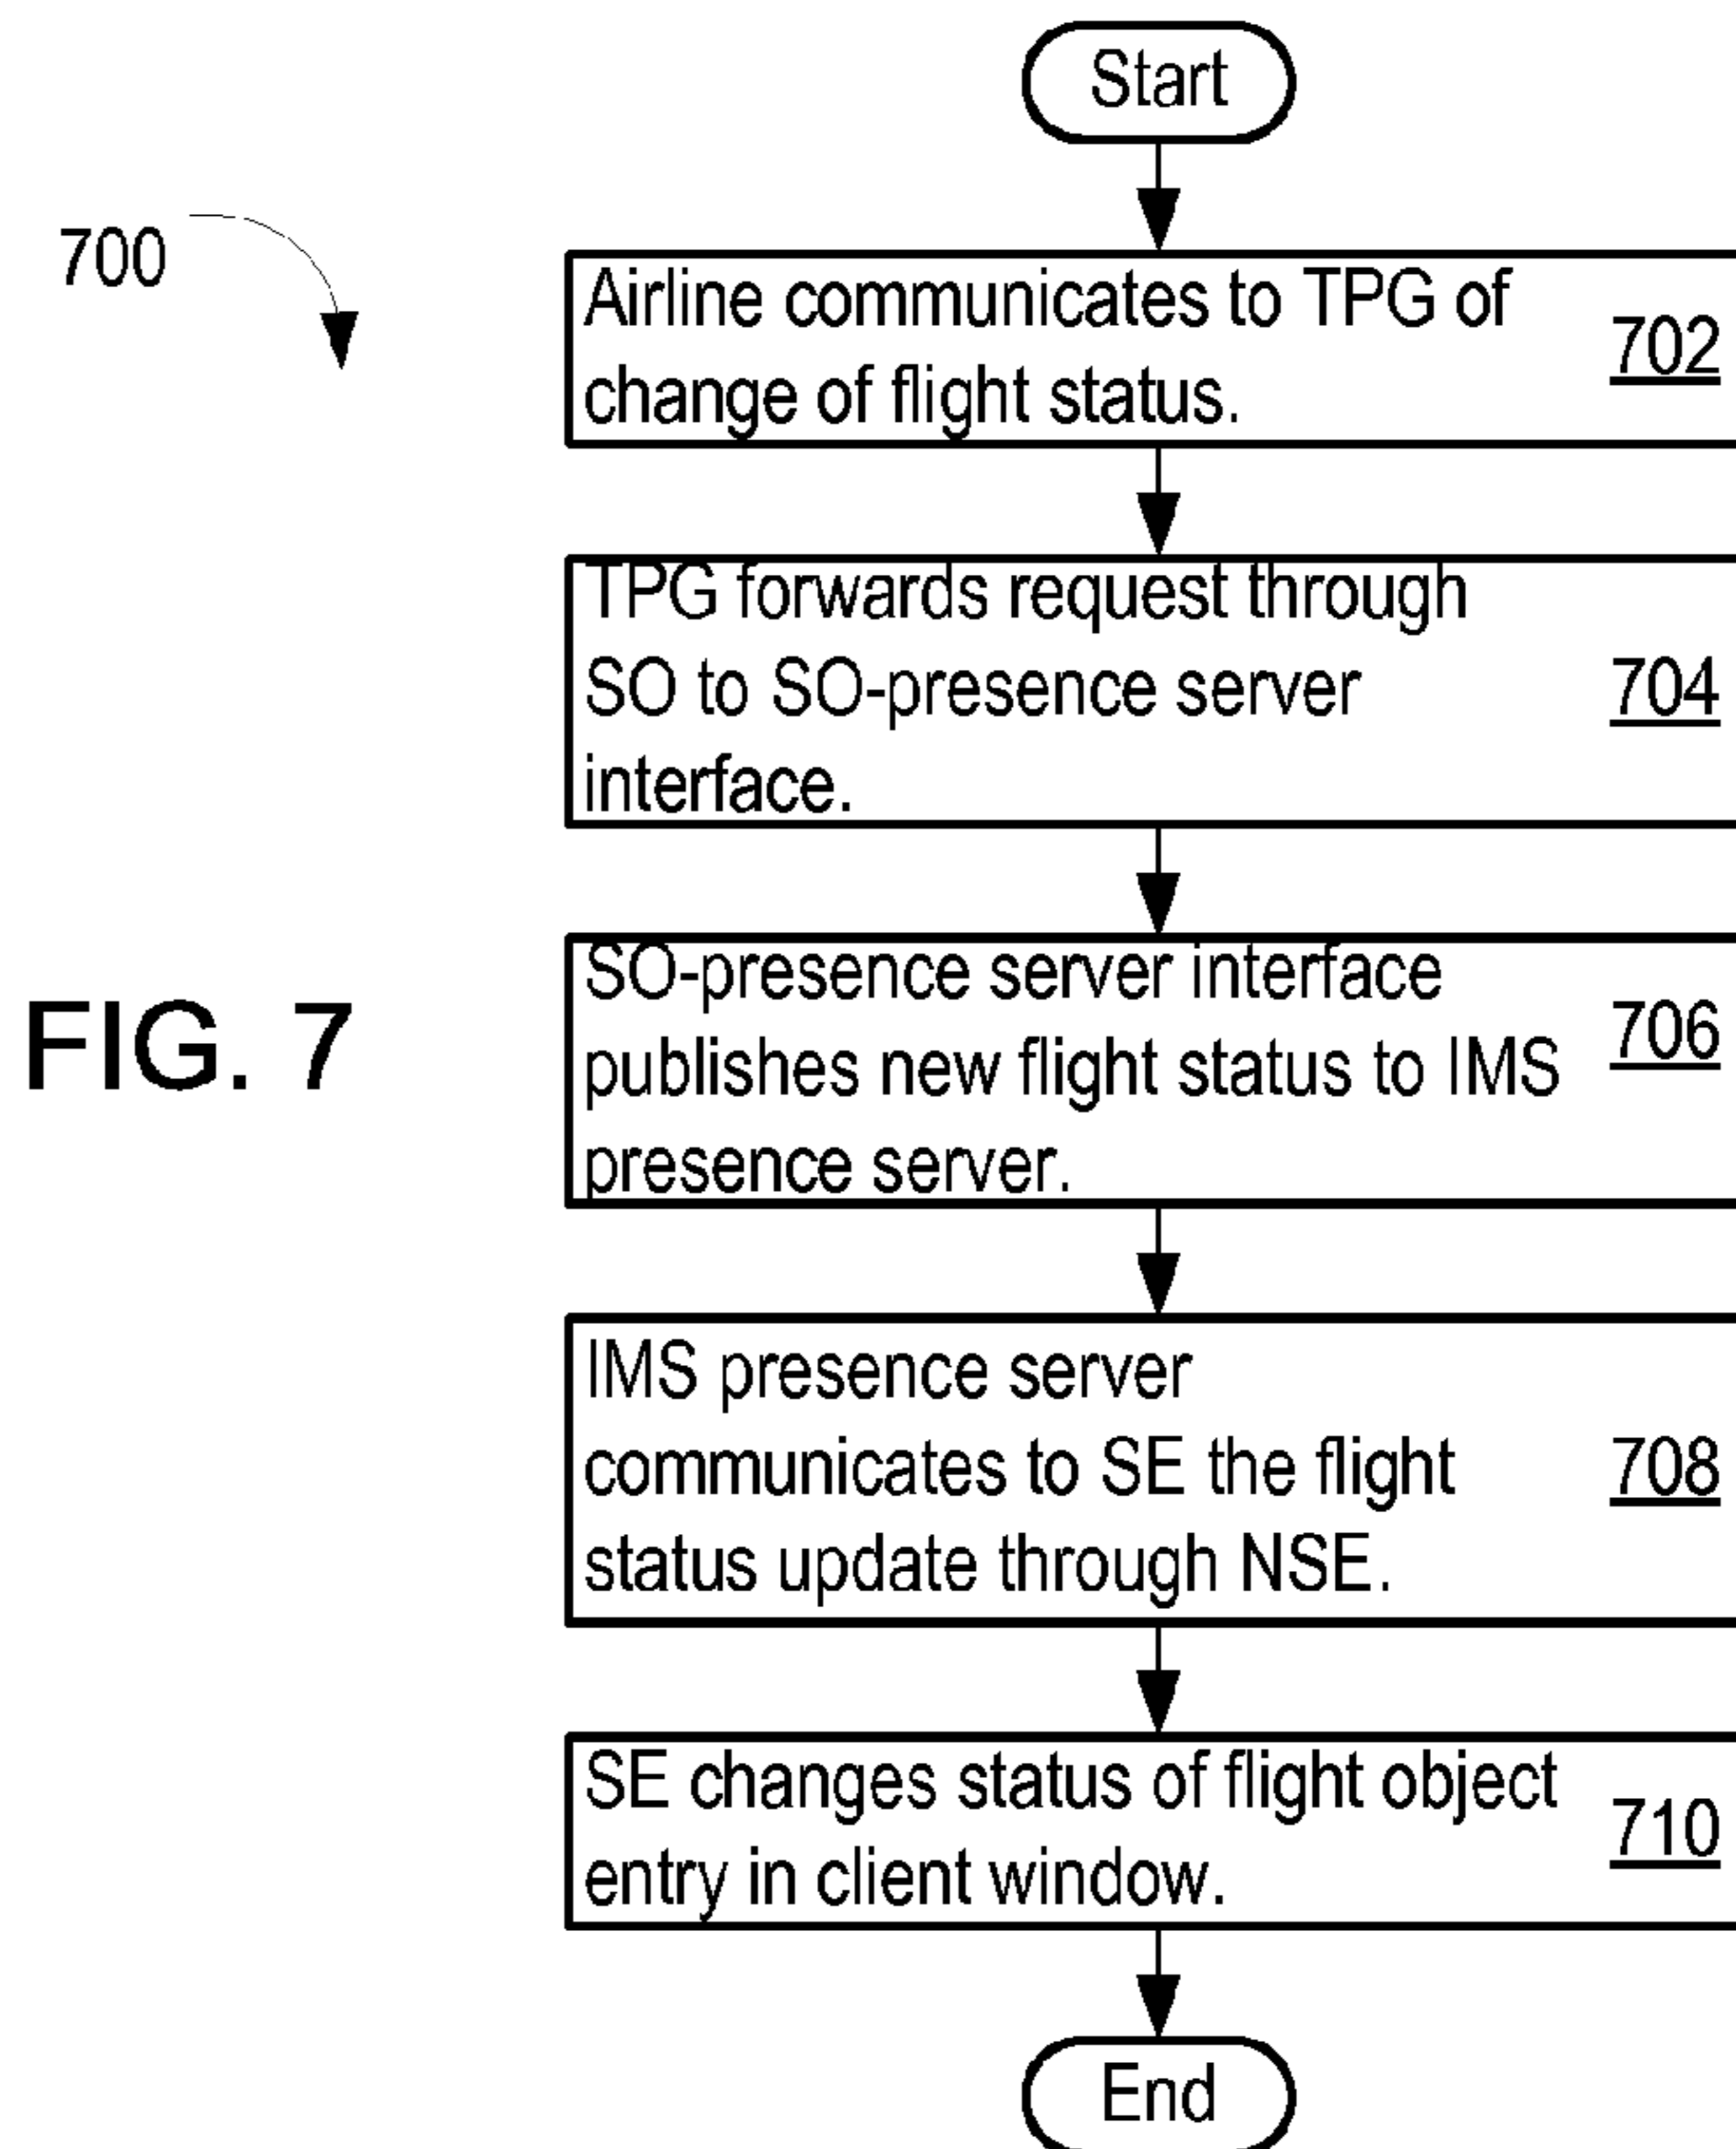 Start
700
Airline communicates to TPG of
change of flight status.
702
TPG forwards request through
SO to SO-presence server
interface.
704
FIG. 7
SO-presence server interface
publishes new flight status to IMS
presence server.
706
IMS presence server
communicates to SE the flight
status update through NSE.
708
SE changes status of flight object
entry in client window.
710
End